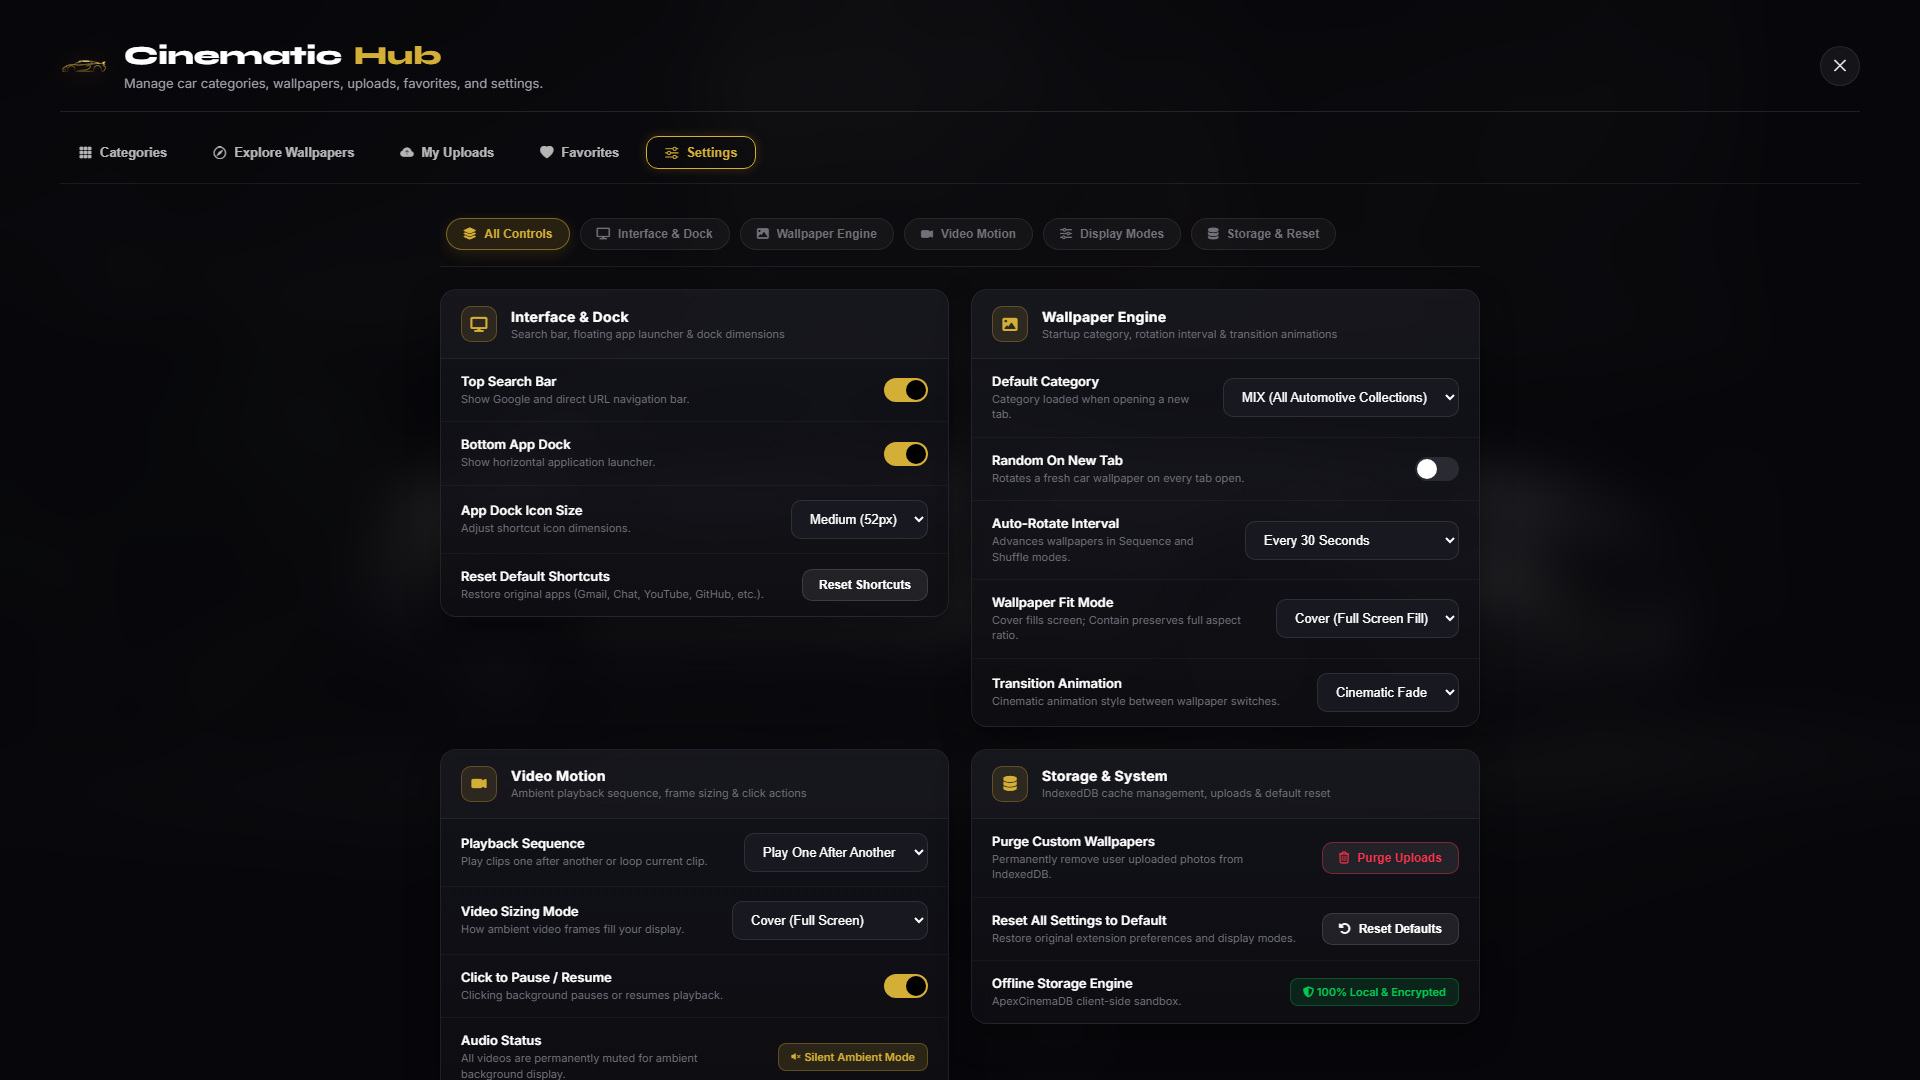 Cinematic Hub
Manage car categories, wallpapers, uploads, favorites, and settings.
Categories
Explore Wallpapers
My Uploads
Favorites
Settings
All Controls
Interface & Dock
Wallpaper Engine
Video Motion
Display Modes
Storage & Reset
Interface & Dock
Search bar, floating app launcher & dock dimensions
Top Search Bar
Show Google and direct URL navigation bar.
Bottom App Dock
Show horizontal application launcher.
App Dock Icon Size
Adjust shortcut icon dimensions.
Medium (52px)
Reset Default Shortcuts
Restore original apps (Gmail, Chat, YouTube, GitHub, etc.).
Reset Shortcuts
Wallpaper Engine
Startup category, rotation interval & transition animations
Default Category
Category loaded when opening a new
tab.
MIX (All Automotive Collections)
Random On New Tab
Rotates a fresh car wallpaper on every tab open.
Auto-Rotate Interval
Advances wallpapers in Sequence and
Shuffle modes.
Every 30 Seconds
Wallpaper Fit Mode
Cover fills screen; Contain preserves full aspect
ratio.
Cover (Full Screen Fill)
Transition Animation
Cinematic animation style between wallpaper switches.
Cinematic Fade
Video Motion
Ambient playback sequence, frame sizing & click actions
Playback Sequence
Play clips one after another or loop current clip.
Play One After Another
Video Sizing Mode
How ambient video frames fill your display.
Cover (Full Screen)
Click to Pause / Resume
Clicking background pauses or resumes playback.
Audio Status
All videos are permanently muted for ambient
background display.
Silent Ambient Mode
Storage & System
IndexedDB cache management, uploads & default reset
Purge Custom Wallpapers
Permanently remove user uploaded photos from
IndexedDB.
Purge Uploads
Reset All Settings to Default
Restore original extension preferences and display modes.
Reset Defaults
Offline Storage Engine
ApexCinemaDB client-side sandbox.
100% Local & Encrypted